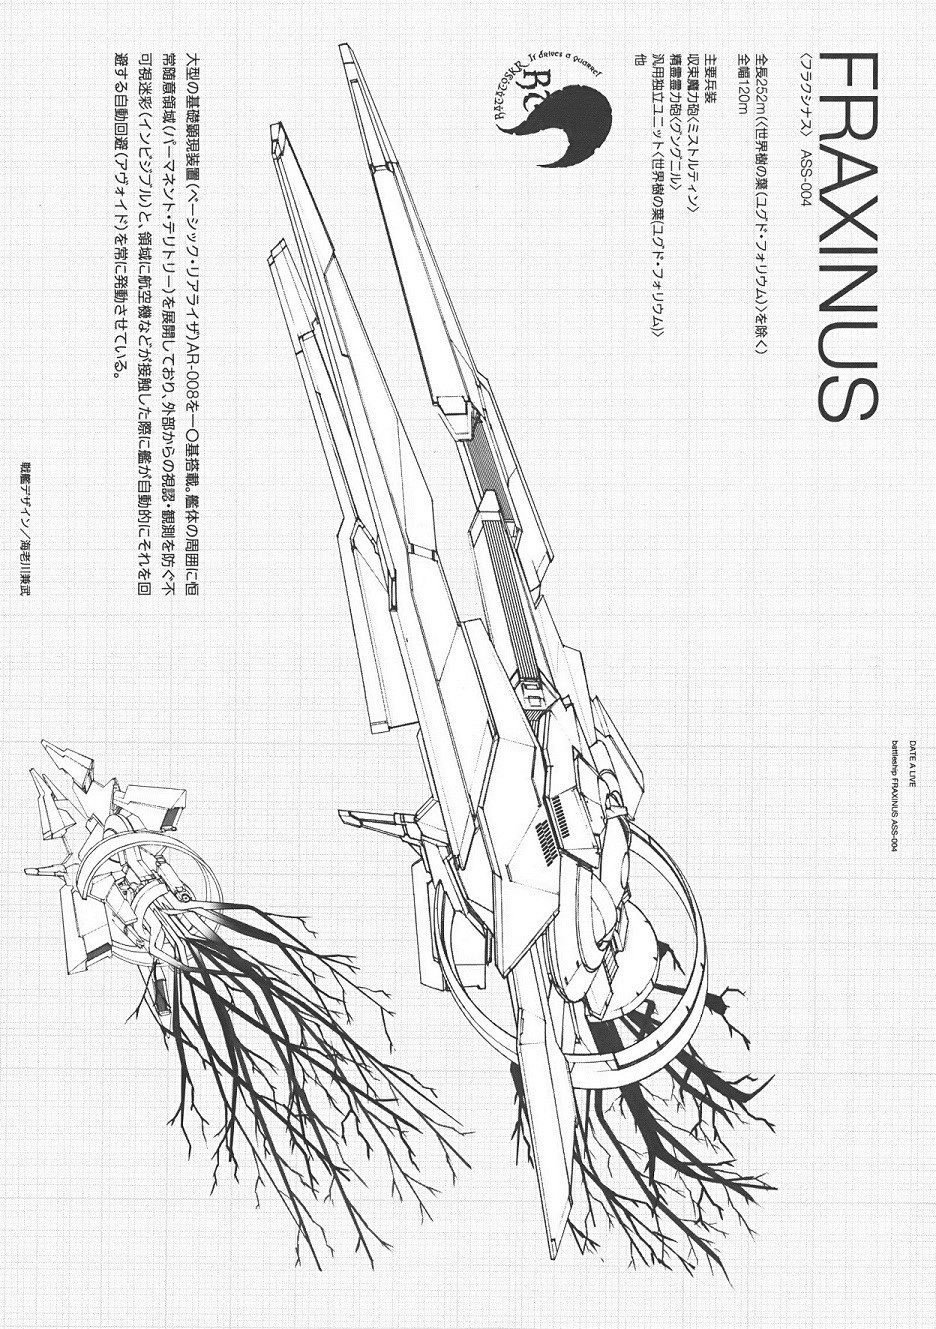 FRAXINUS
〈フラクシナス〉 ASS-004
全長252m(〈世界樹の葉(ユグド・フォリウム)〉を除く)
全幅120m
主要兵装
収束魔力砲〈ミストルティン〉
精霊霊力砲〈グングニル〉
汎用独立ユニット〈世界樹の葉(ユグド・フォリウム)〉
他
RATATOSKR It drives a quarrel
大型の基礎顕現装置(ベーシック・リアライザ)AR-008を一〇基搭載。艦体の周囲に恒
常随意領域(パーマネント・テリトリー)を展開しており、外部からの視認・観測を防ぐ不
可視迷彩(インビジブル)と、領域に航空機などが接触した際に艦が自動的にそれを回
避する自動回避(アヴォイド)を常に発動させている。
戦艦デザイン/海老川兼武
DATE A LIVE
battleship FRAXINUS ASS-004